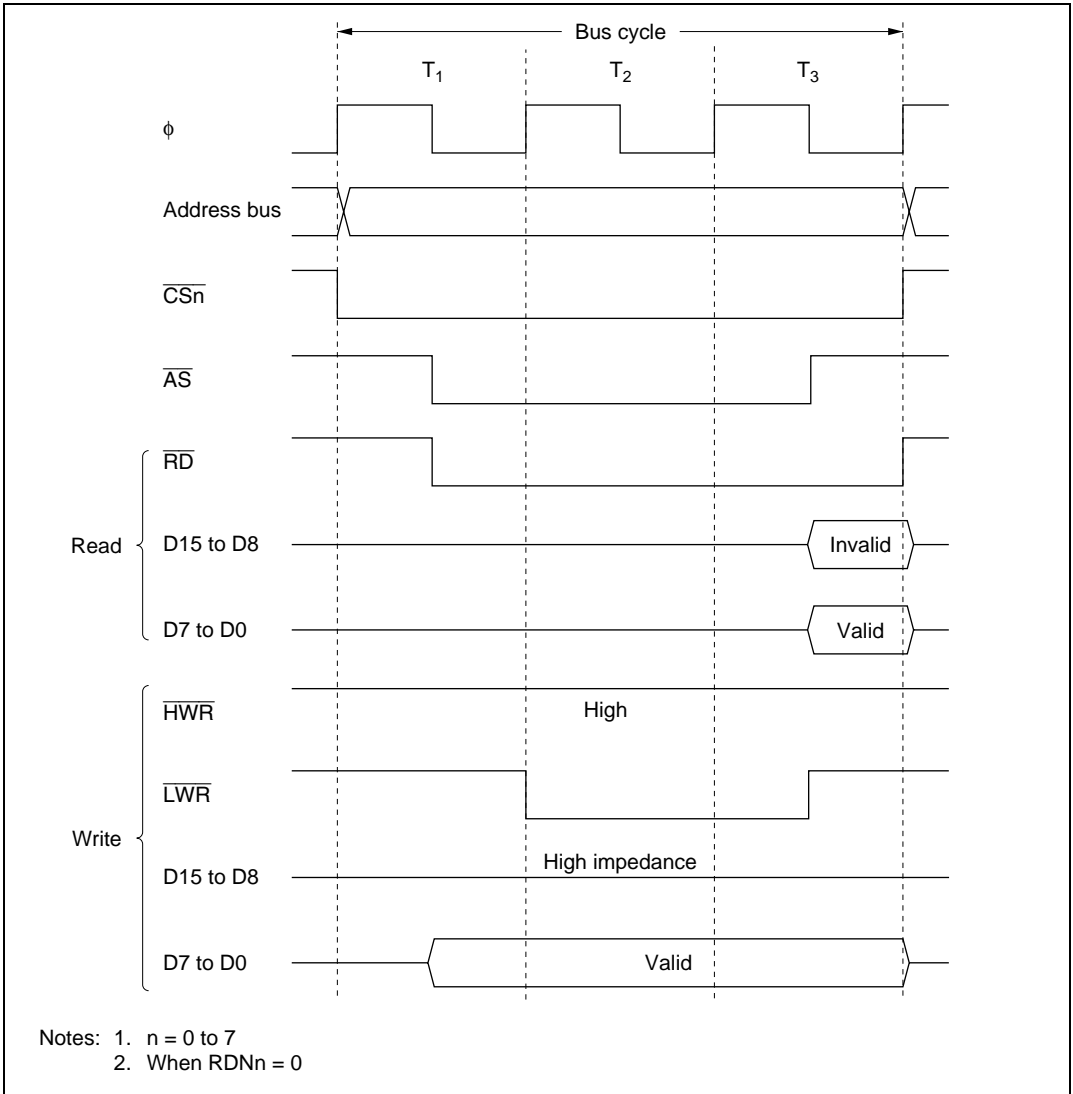 Bus cycle
T1 T2 T3
ϕ
Address bus
CSn
AS
RD
Read
D15 to D8 Invalid
D7 to D0 Valid
HWR High
LWR
Write
High impedance
D15 to D8
D7 to D0 Valid
Notes: 1. n = 0 to 7
2. When RDNn = 0